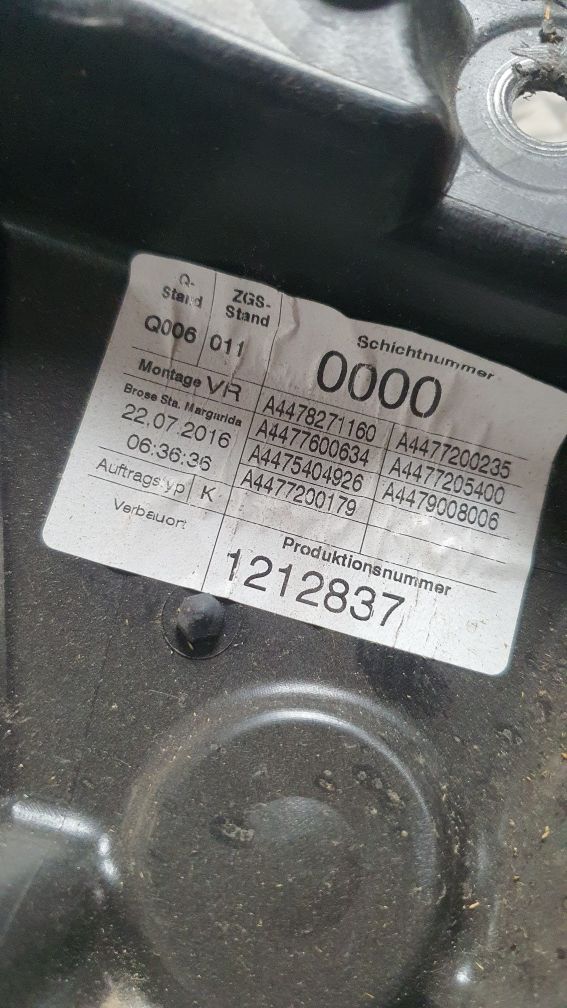 Q-Stand
ZGS-Stand
Schichtnummer
Q006
011
0000
Montage VR
Brose Sta. Margarida
22.07.2016
06:36:36
A4478271160
A4477200235
A4477600634
A4477205400
A4475404926
A4479008006
A4477200179
Auftragstyp
K
Verbauort
Produktionsnummer
1212837